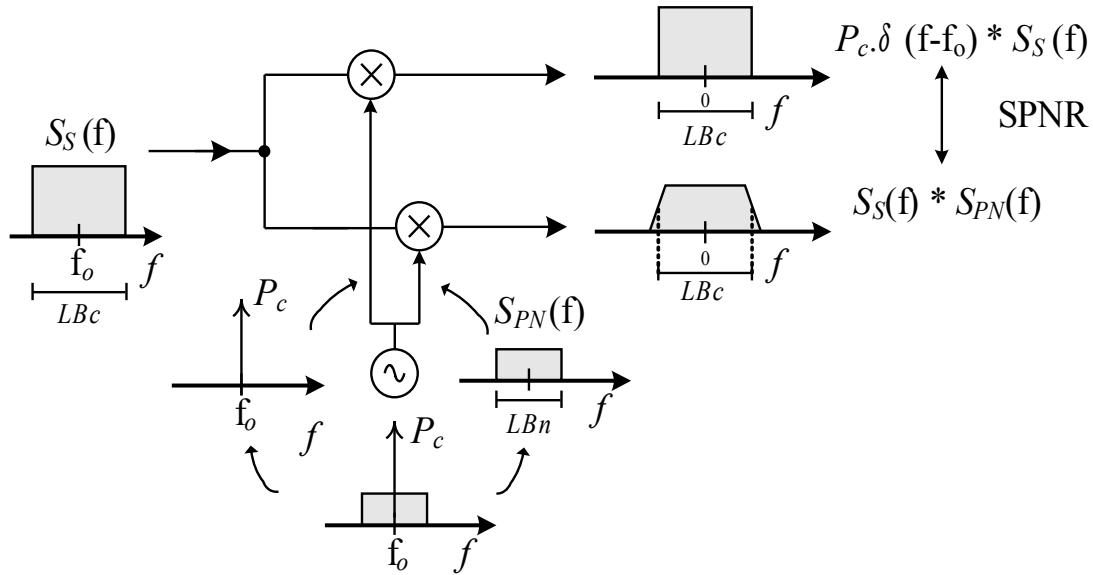 P_c.δ (f-f_o) * S_S(f)
0
f
LBc
SPNR
S_S(f)
f_o
f
LBc
S_S(f) * S_PN(f)
0
f
LBc
P_c
f_o
f
S_PN(f)
LBn
f
P_c
f_o
f